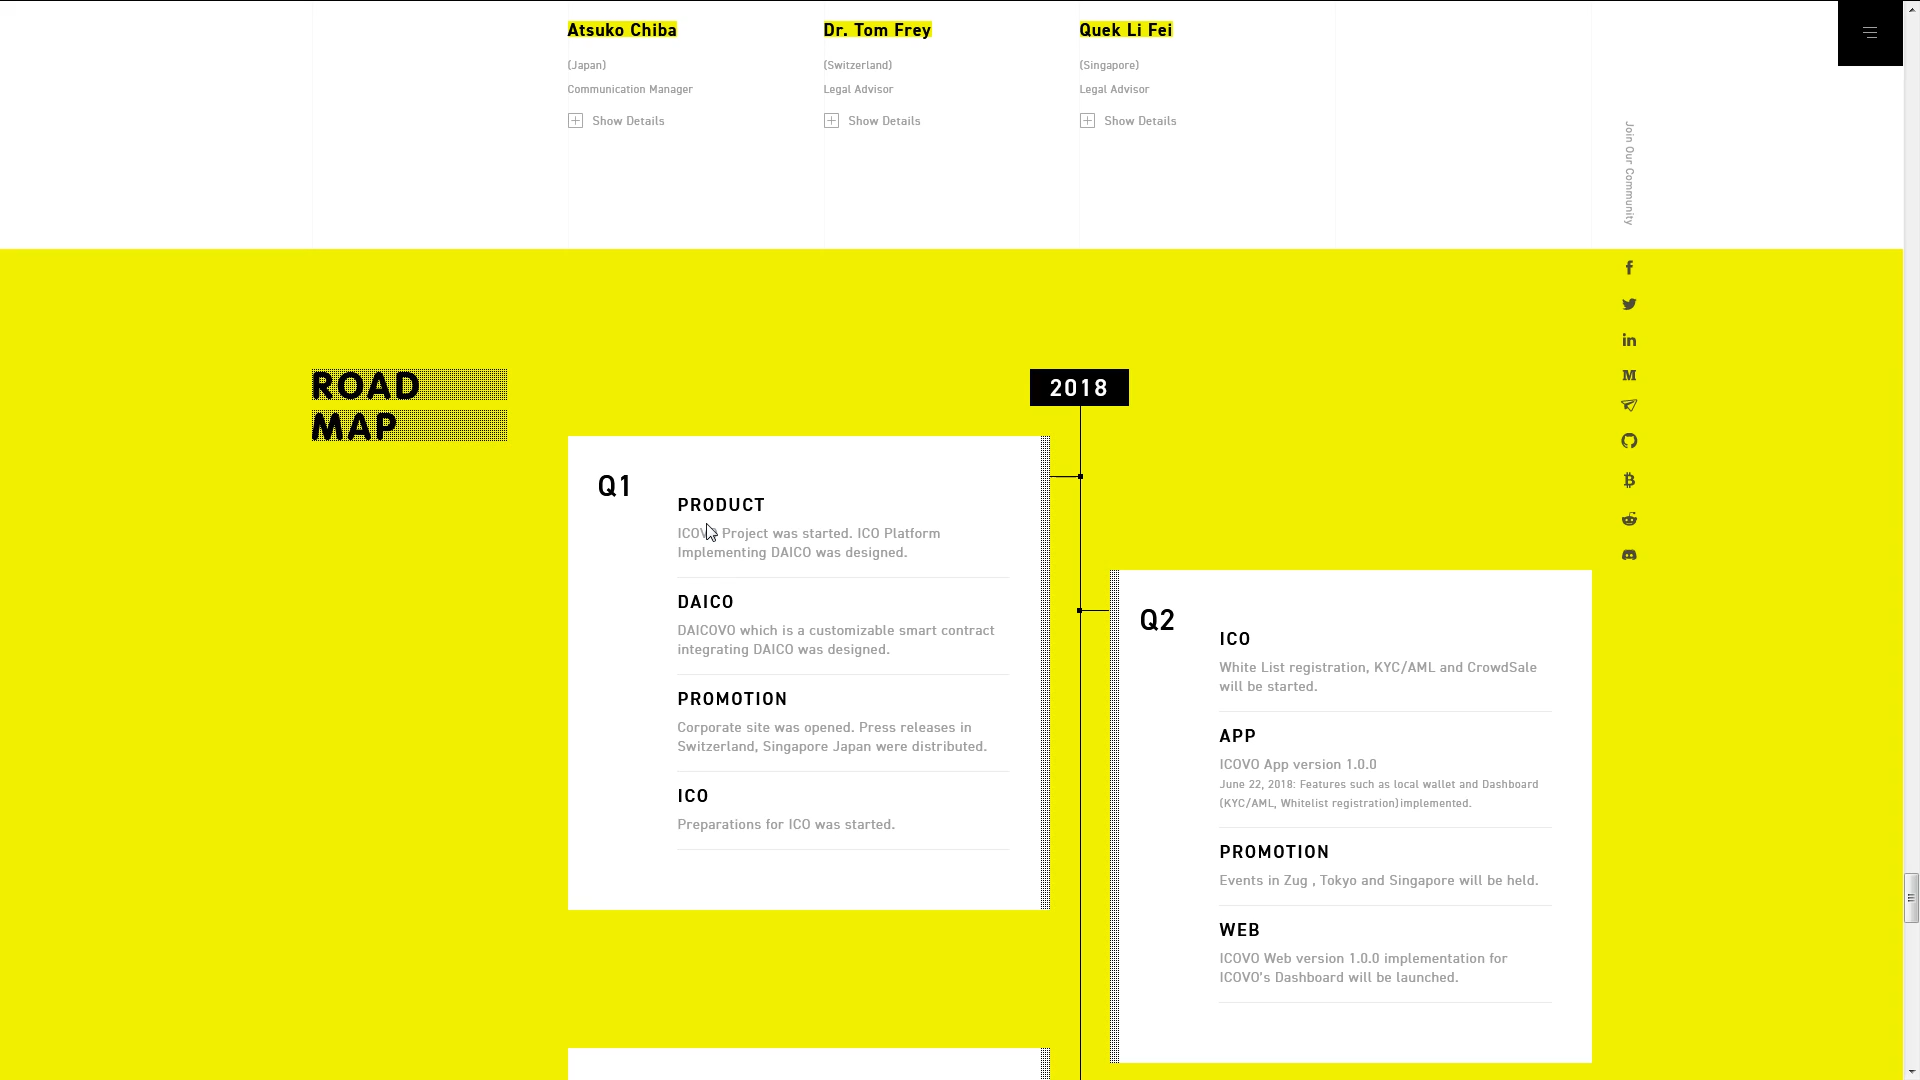 Atsuko Chiba
(Japan)
Communication Manager
Show Details
Dr. Tom Frey
(Switzerland)
Legal Advisor
Show Details
Quek Li Fei
(Singapore)
Legal Advisor
Show Details
Join Our Community
ROAD
MAP
2018
Q1
PRODUCT
ICOVO Project was started. ICO Platform
Implementing DAICO was designed.
DAICO
DAICOVO which is a customizable smart contract
integrating DAICO was designed.
PROMOTION
Corporate site was opened. Press releases in
Switzerland, Singapore Japan were distributed.
ICO
Preparations for ICO was started.
Q2
ICO
White List registration, KYC/AML and CrowdSale
will be started.
APP
ICOVO App version 1.0.0
June 22, 2018: Features such as local wallet and Dashboard
(KYC/AML, Whitelist registration)implemented.
PROMOTION
Events in Zug , Tokyo and Singapore will be held.
WEB
ICOVO Web version 1.0.0 implementation for
ICOVO's Dashboard will be launched.